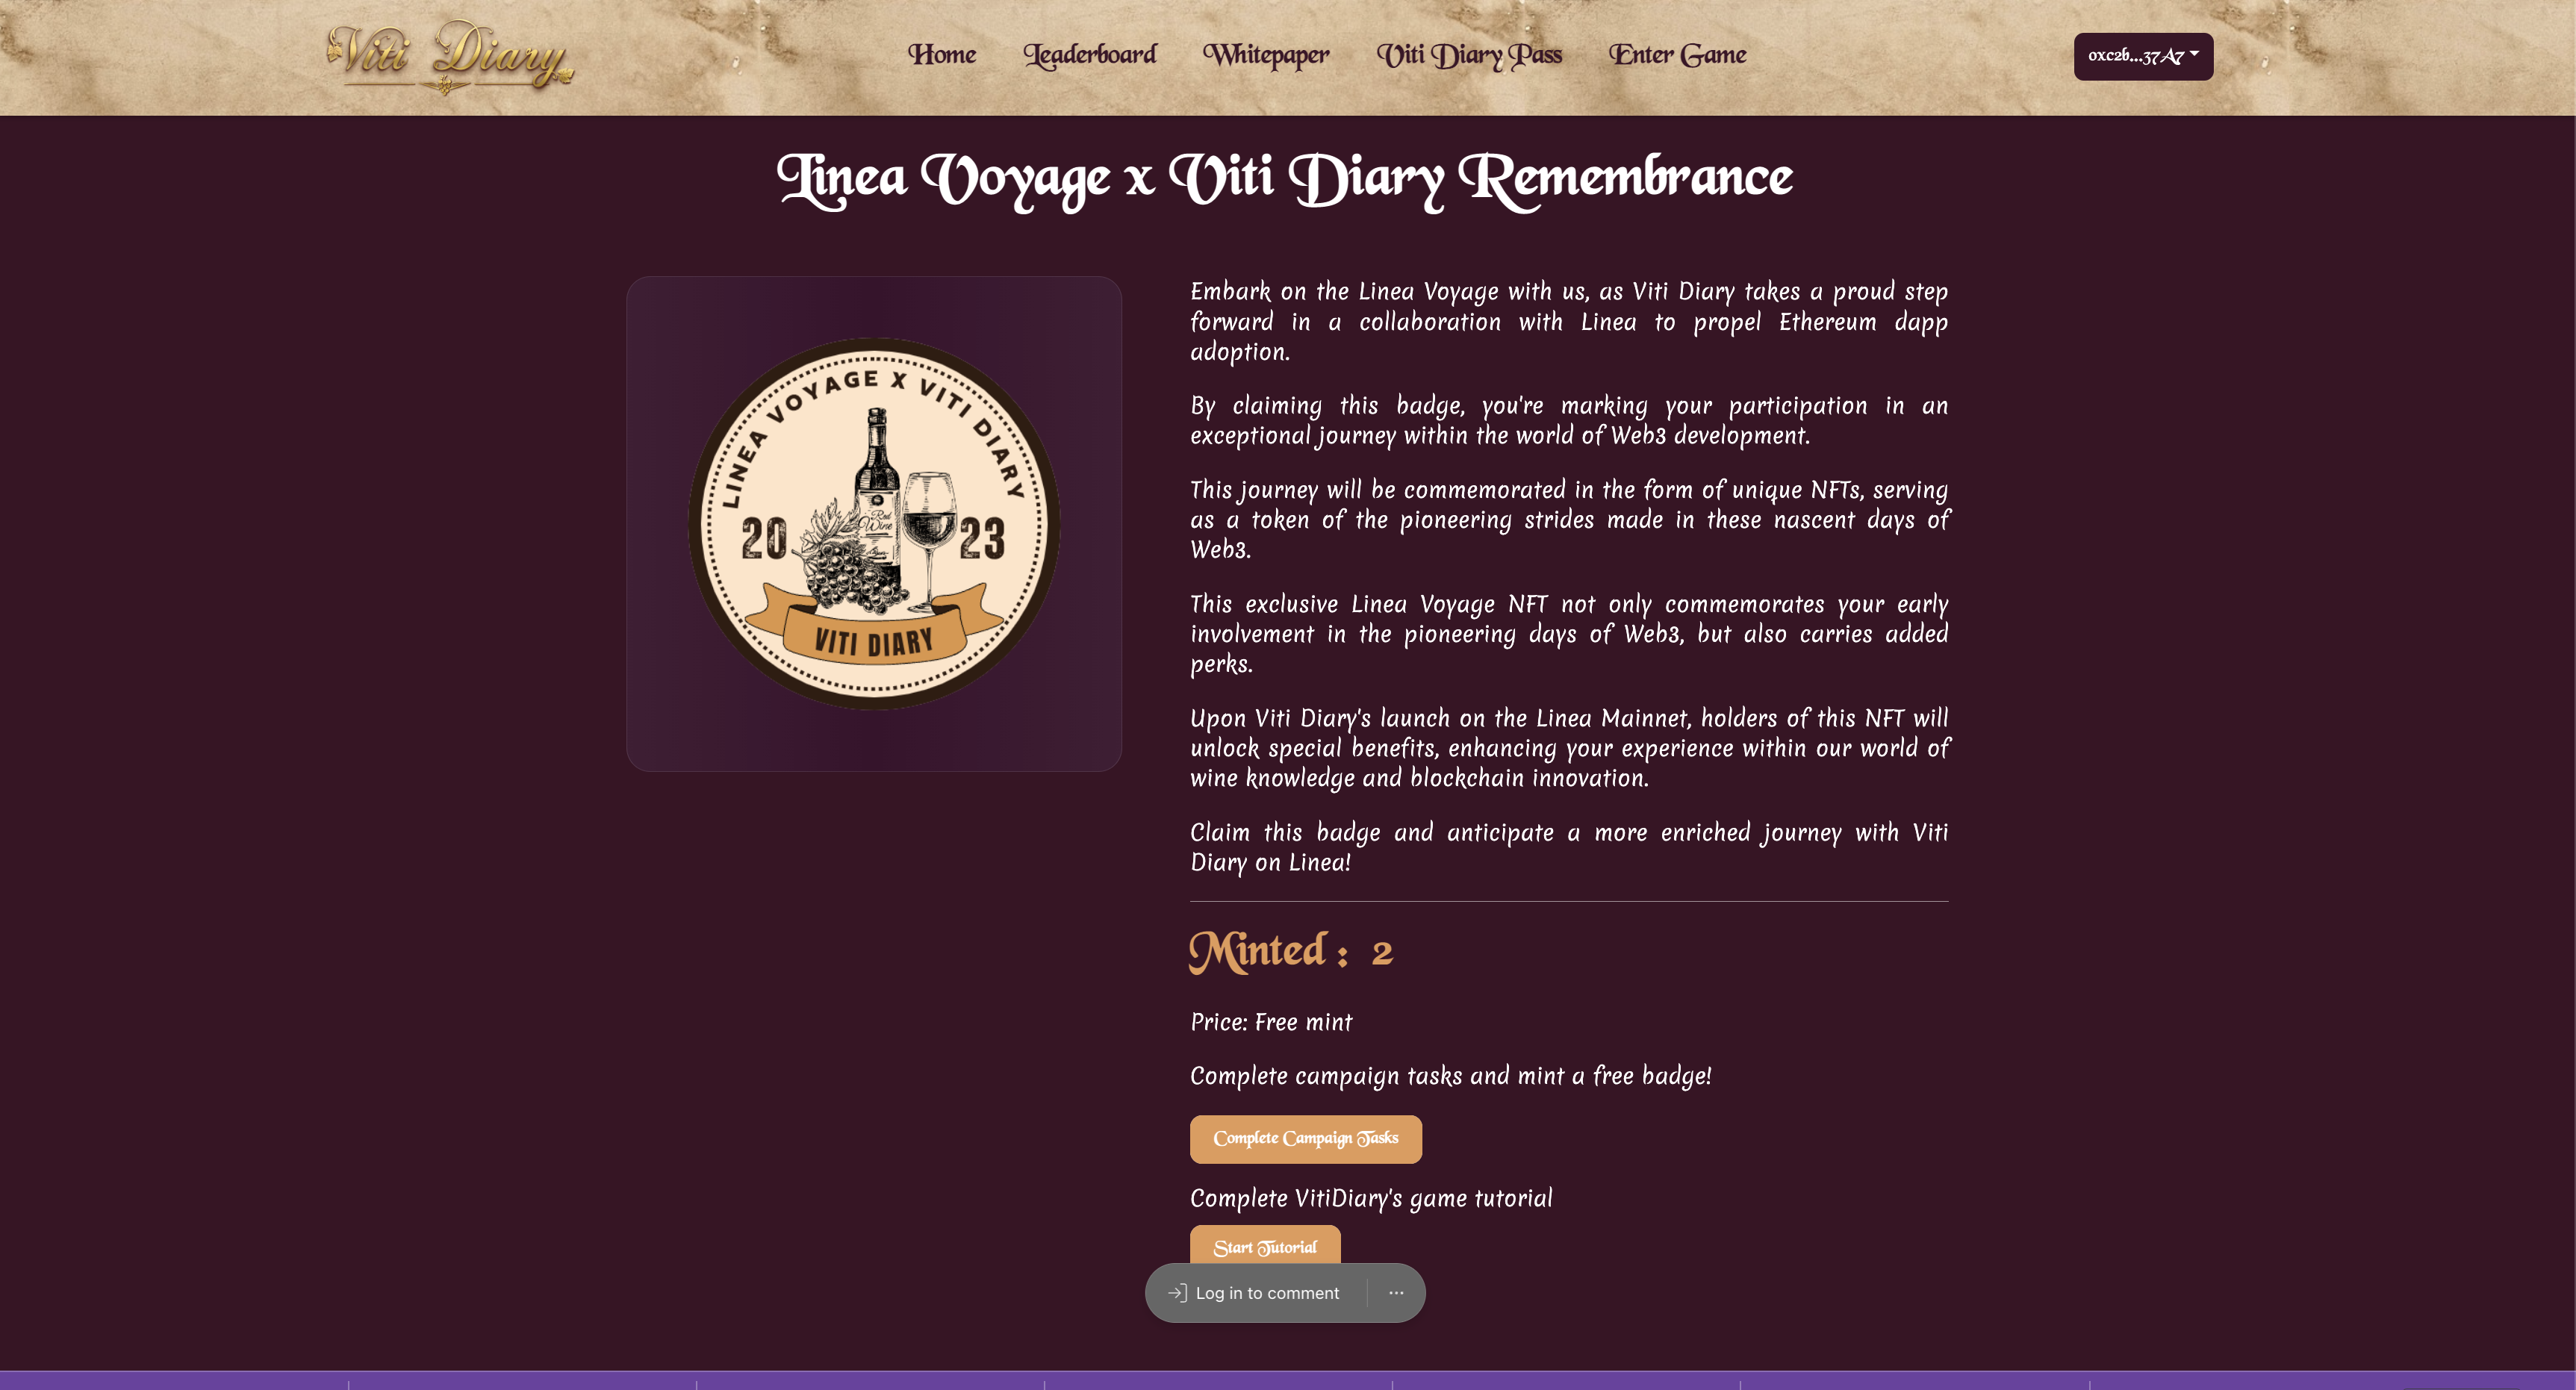 Viti Diary
Home Leaderboard Whitepaper Viti Diary Pass Enter Game
0xc2b...37A7
Linea Voyage x Viti Diary Remembrance
LINEA VOYAGE X VITI DIARY
2023
Red
Wine
VITI DIARY
Embark on the Linea Voyage with us, as Viti Diary takes a proud step
forward in a collaboration with Linea to propel Ethereum dapp
adoption.
By claiming this badge, you're marking your participation in an
exceptional journey within the world of Web3 development.
This journey will be commemorated in the form of unique NFTs, serving
as a token of the pioneering strides made in these nascent days of
Web3.
This exclusive Linea Voyage NFT not only commemorates your early
involvement in the pioneering days of Web3, but also carries added
perks.
Upon Viti Diary's launch on the Linea Mainnet, holders of this NFT will
unlock special benefits, enhancing your experience within our world of
wine knowledge and blockchain innovation.
Claim this badge and anticipate a more enriched journey with Viti
Diary on Linea!
Minted : 2
Price: Free mint
Complete campaign tasks and mint a free badge!
Complete Campaign Tasks
Complete VitiDiary's game tutorial
Start Tutorial
Log in to comment